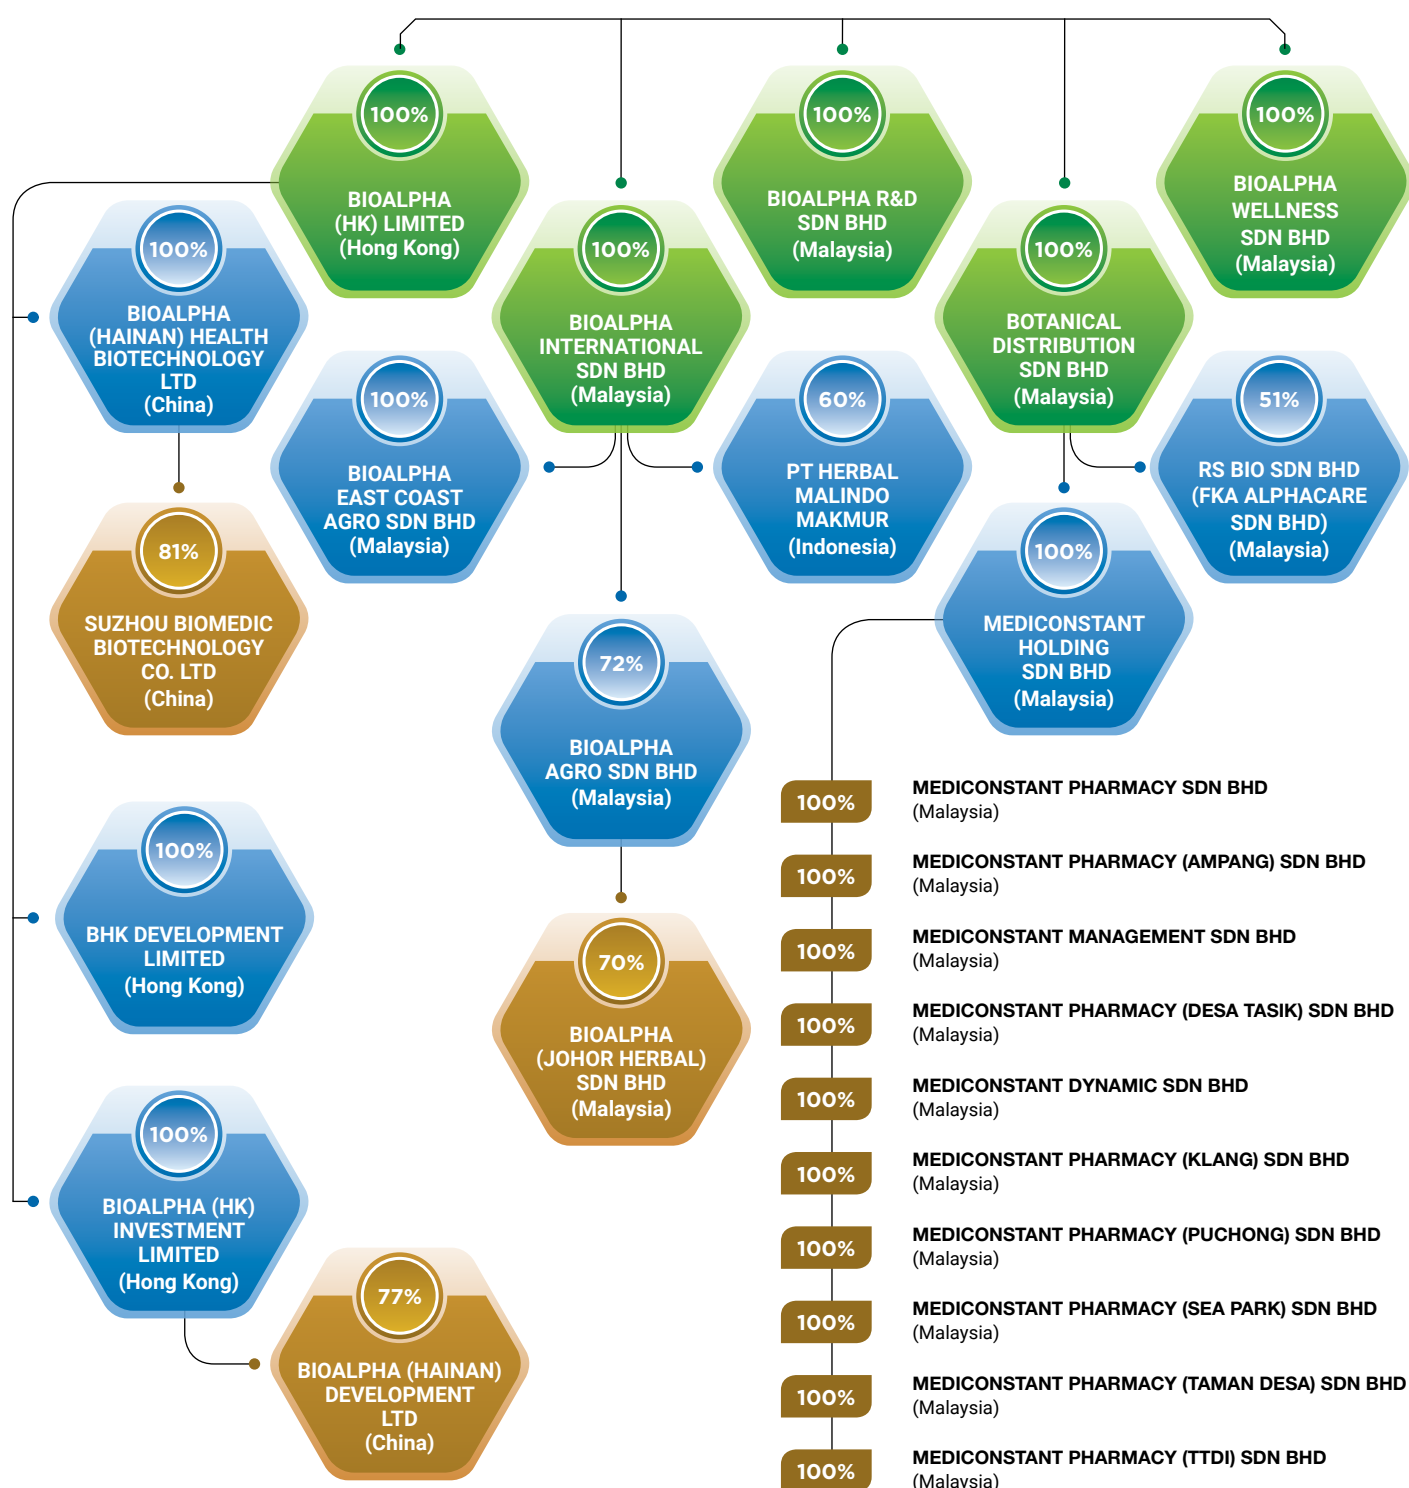 100%
BIOALPHA
(HK) LIMITED
(Hong Kong)
100%
BIOALPHA R&D
SDN BHD
(Malaysia)
100%
BIOALPHA
WELLNESS
SDN BHD
(Malaysia)
100%
BIOALPHA
(HAINAN) HEALTH
BIOTECHNOLOGY
LTD
(China)
100%
BIOALPHA
INTERNATIONAL
SDN BHD
(Malaysia)
100%
BOTANICAL
DISTRIBUTION
SDN BHD
(Malaysia)
100%
BIOALPHA
EAST COAST
AGRO SDN BHD
(Malaysia)
60%
PT HERBAL
MALINDO
MAKMUR
(Indonesia)
51%
RS BIO SDN BHD
(FKA ALPHACARE
SDN BHD)
(Malaysia)
81%
SUZHOU BIOMEDIC
BIOTECHNOLOGY
CO. LTD
(China)
100%
MEDICONSTANT
HOLDING
SDN BHD
(Malaysia)
72%
BIOALPHA
AGRO SDN BHD
(Malaysia)
100%
BHK DEVELOPMENT
LIMITED
(Hong Kong)
70%
BIOALPHA
(JOHOR HERBAL)
SDN BHD
(Malaysia)
100%
BIOALPHA (HK)
INVESTMENT
LIMITED
(Hong Kong)
77%
BIOALPHA (HAINAN)
DEVELOPMENT
LTD
(China)
100%
MEDICONSTANT PHARMACY SDN BHD
(Malaysia)
100%
MEDICONSTANT PHARMACY (AMPANG) SDN BHD
(Malaysia)
100%
MEDICONSTANT MANAGEMENT SDN BHD
(Malaysia)
100%
MEDICONSTANT PHARMACY (DESA TASIK) SDN BHD
(Malaysia)
100%
MEDICONSTANT DYNAMIC SDN BHD
(Malaysia)
100%
MEDICONSTANT PHARMACY (KLANG) SDN BHD
(Malaysia)
100%
MEDICONSTANT PHARMACY (PUCHONG) SDN BHD
(Malaysia)
100%
MEDICONSTANT PHARMACY (SEA PARK) SDN BHD
(Malaysia)
100%
MEDICONSTANT PHARMACY (TAMAN DESA) SDN BHD
(Malaysia)
100%
MEDICONSTANT PHARMACY (TTDI) SDN BHD
(Malaysia)